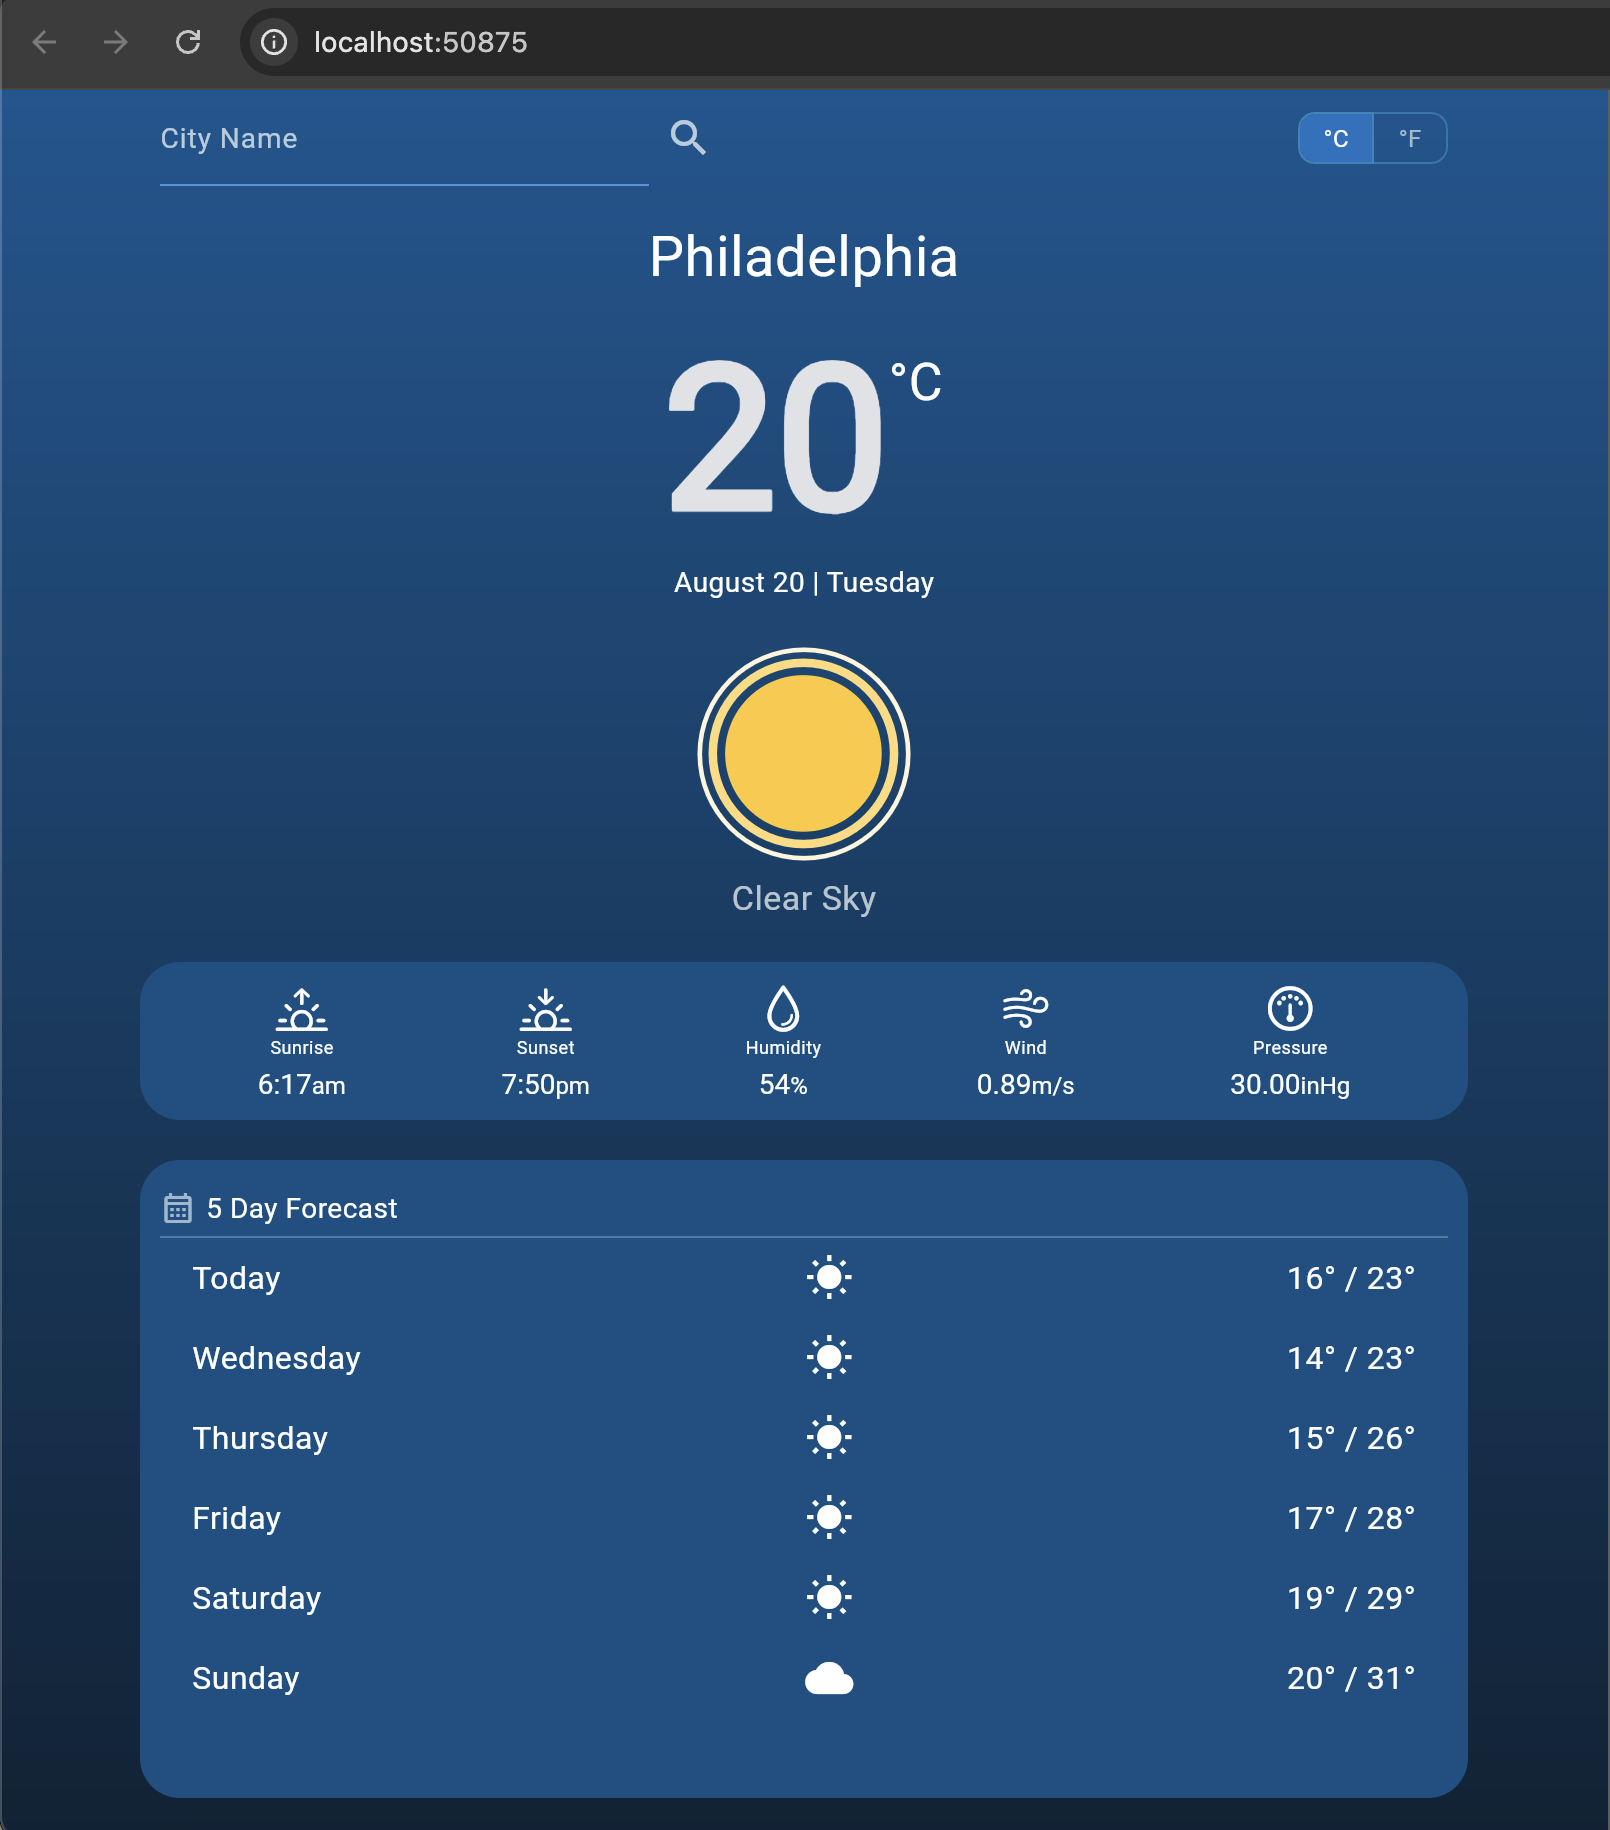 localhost:50875
City Name
°C °F
Philadelphia
20 °C
August 20 | Tuesday
Clear Sky
Sunrise Sunset Humidity Wind Pressure
6:17am 7:50pm 54% 0.89m/s 30.00inHg
5 Day Forecast
Today 16° / 23°
Wednesday 14° / 23°
Thursday 15° / 26°
Friday 17° / 28°
Saturday 19° / 29°
Sunday 20° / 31°